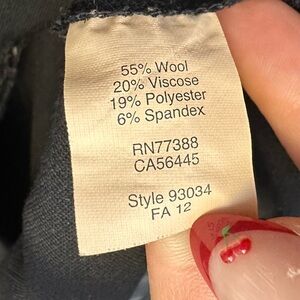 55% Wool
20% Viscose
19% Polyester
6% Spandex
RN77388
CA56445
Style 93034
FA 12